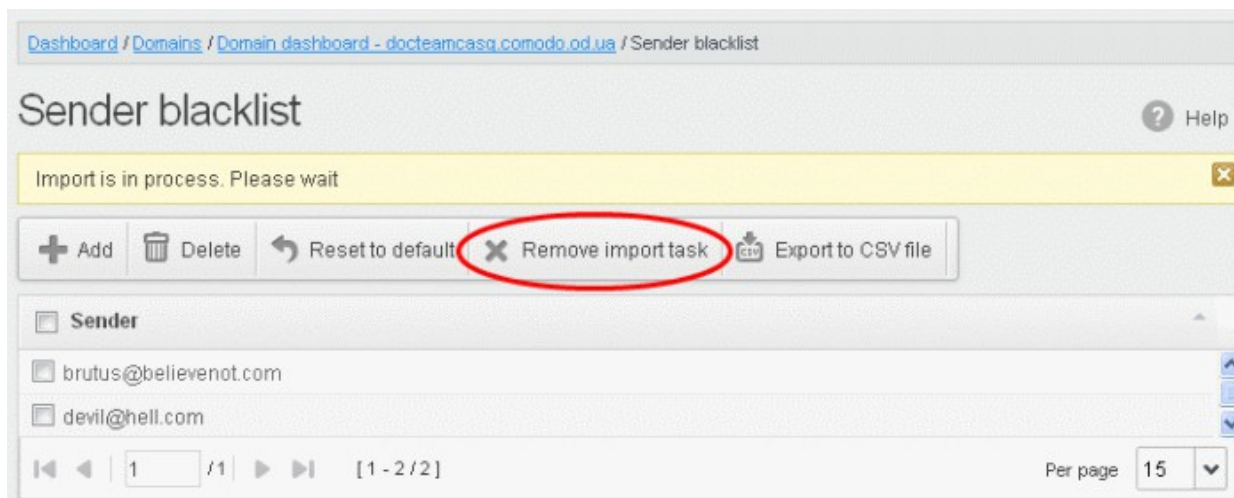 Dashboard / Domains / Domain dashboard - docteamcasg.comodo.od.ua / Sender blacklist
Sender blacklist
Help
Import is in process. Please wait
Add Delete Reset to default Remove import task CSV Export to CSV file
Sender
brutus@believenot.com
devil@hell.com
1 /1 [ 1 - 2 / 2 ] Per page 15